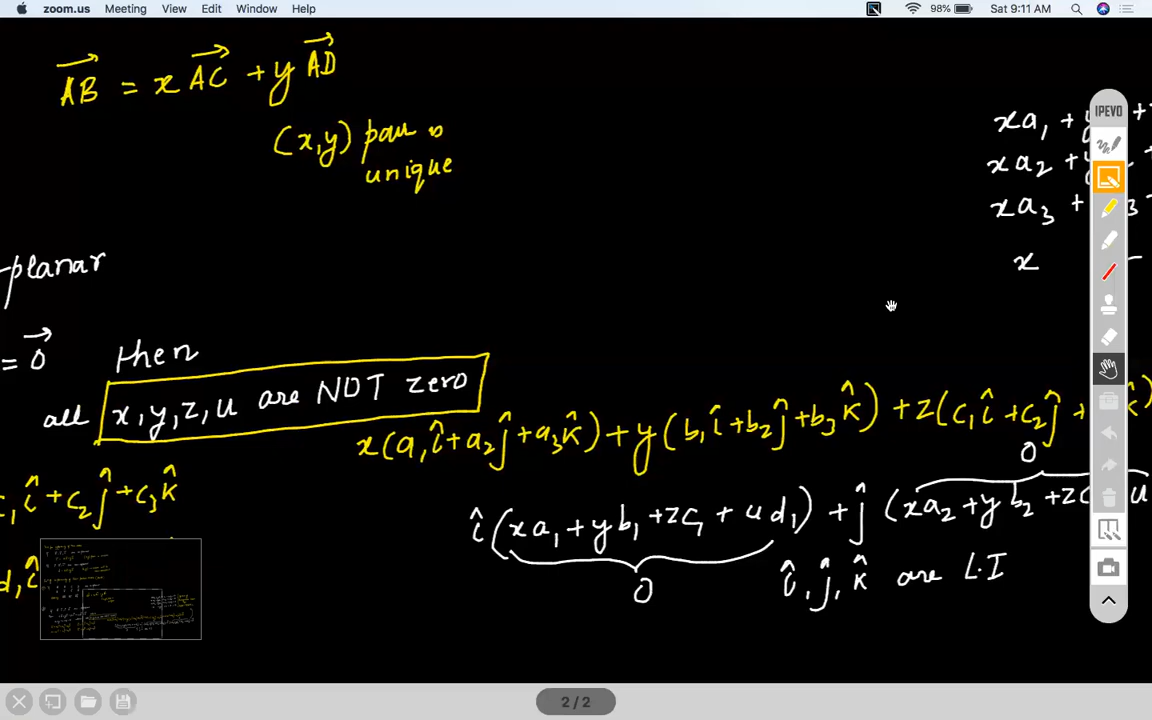 zoom.us Meeting View Edit Window Help 98% Sat 9:11 AM
AB = x AC + y AD
(x,y) pair is
unique
IPEVO
xa₁ +
xa₂ +
xa₃ +
x
-planar
= 0 then
all x, y, z, u are NOT zero
x(a₁î+a₂ĵ+a₃k̂) + y(b₁î+b₂ĵ+b₃k̂) + z(c₁î+c₂ĵ+
c₁î+c₂ĵ+c₃k̂
0
î(xa₁+yb₁+zc₁+ud₁) + ĵ(xa₂+yb₂+zc
0
î, ĵ, k̂ are L.I
d₁î
2/2